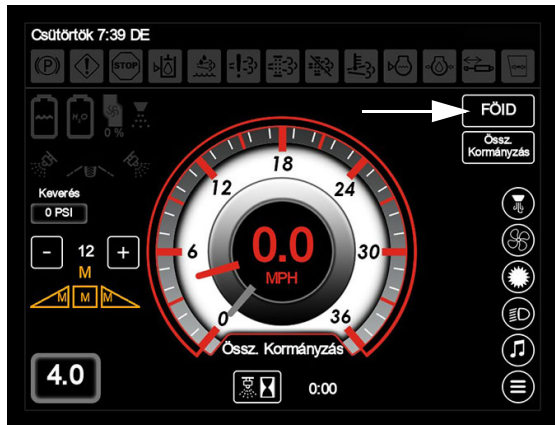 Csütörtök 7:39 DE
(P)
!
STOP
H₂O
0 %
FÖlD
Össz.
Kormányzás
Keverés
0 PSI
- 12 +
M
M M M
0
6
12
18
24
30
36
0.0
MPH
Össz. Kormányzás
4.0
0:00